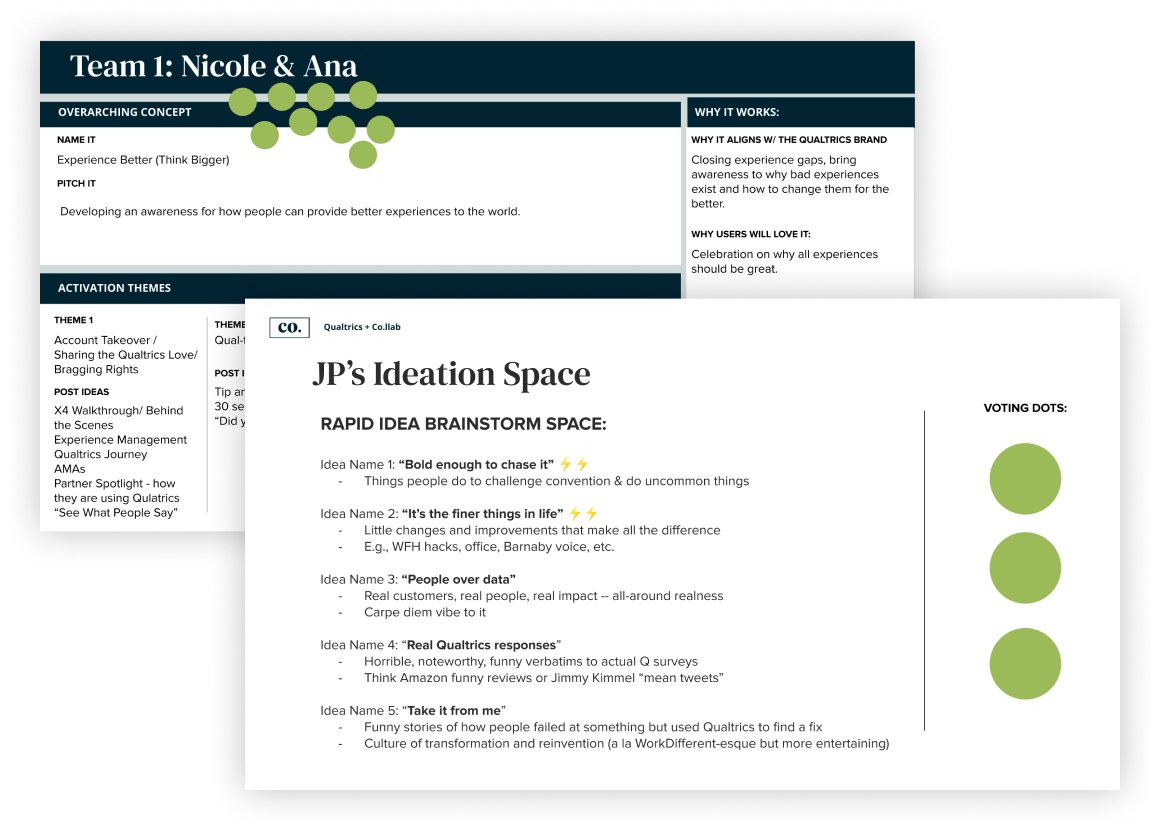 Team 1: Nicole & Ana
OVERARCHING CONCEPT
NAME IT
Experience Better (Think Bigger)
PITCH IT
Developing an awareness for how people can provide better experiences to the world.
WHY IT WORKS:
WHY IT ALIGNS W/ THE QUALTRICS BRAND
Closing experience gaps, bring
awareness to why bad experiences
exist and how to change them for the
better.
WHY USERS WILL LOVE IT:
Celebration on why all experiences
should be great.
ACTIVATION THEMES
THEME 1
Account Takeover /
Sharing the Qualtrics Love/
Bragging Rights
POST IDEAS
X4 Walkthrough/ Behind
the Scenes
Experience Management
Qualtrics Journey
AMAs
Partner Spotlight - how
they are using Qulatrics
“See What People Say”
THEME
Qual-
POST
Tip
30
“Did
co.
Qualtrics + Co.llab
JP’s Ideation Space
RAPID IDEA BRAINSTORM SPACE:
Idea Name 1: “Bold enough to chase it” ⚡⚡
- Things people do to challenge convention & do uncommon things
Idea Name 2: “It’s the finer things in life” ⚡⚡
- Little changes and improvements that make all the difference
- E.g., WFH hacks, office, Barnaby voice, etc.
Idea Name 3: “People over data”
- Real customers, real people, real impact -- all-around realness
- Carpe diem vibe to it
Idea Name 4: “Real Qualtrics responses”
- Horrible, noteworthy, funny verbatims to actual Q surveys
- Think Amazon funny reviews or Jimmy Kimmel “mean tweets”
Idea Name 5: “Take it from me”
- Funny stories of how people failed at something but used Qualtrics to find a fix
- Culture of transformation and reinvention (a la WorkDifferent-esque but more entertaining)
VOTING DOTS: